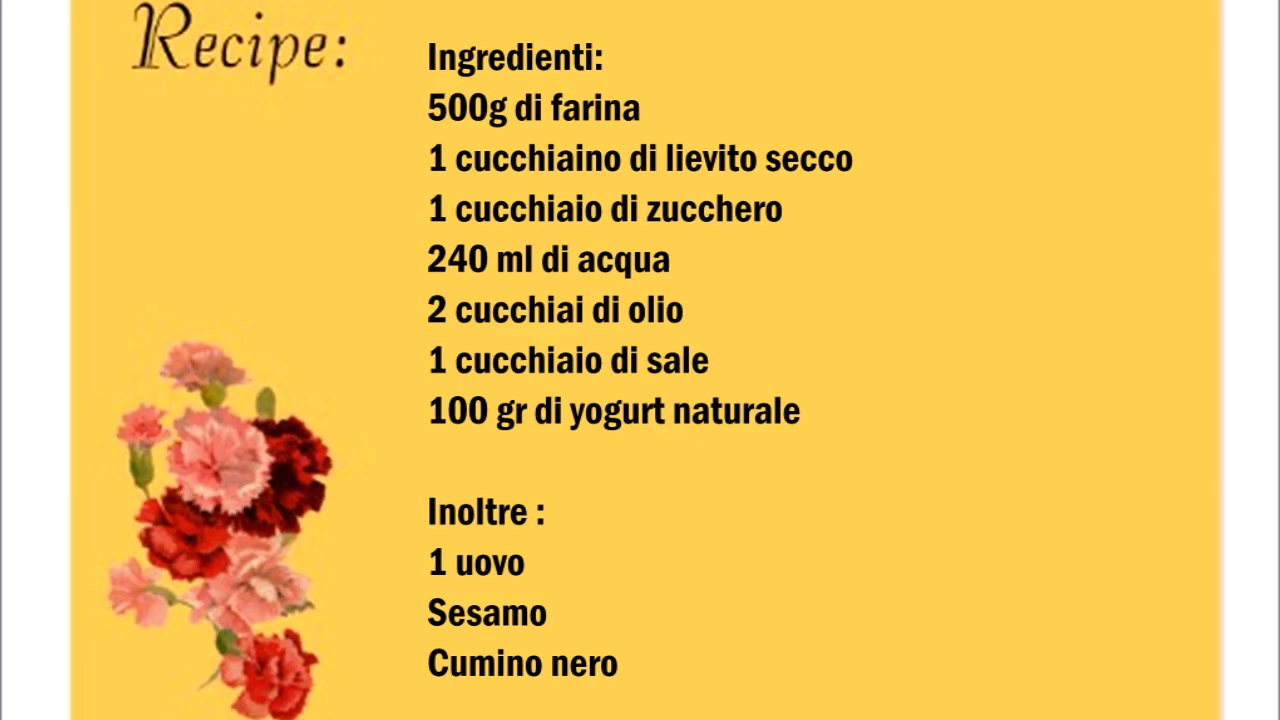 Recipe:
Ingredienti:
500g di farina
1 cucchiaino di lievito secco
1 cucchiaio di zucchero
240 ml di acqua
2 cucchiai di olio
1 cucchiaio di sale
100 gr di yogurt naturale
Inoltre :
1 uovo
Sesamo
Cumino nero